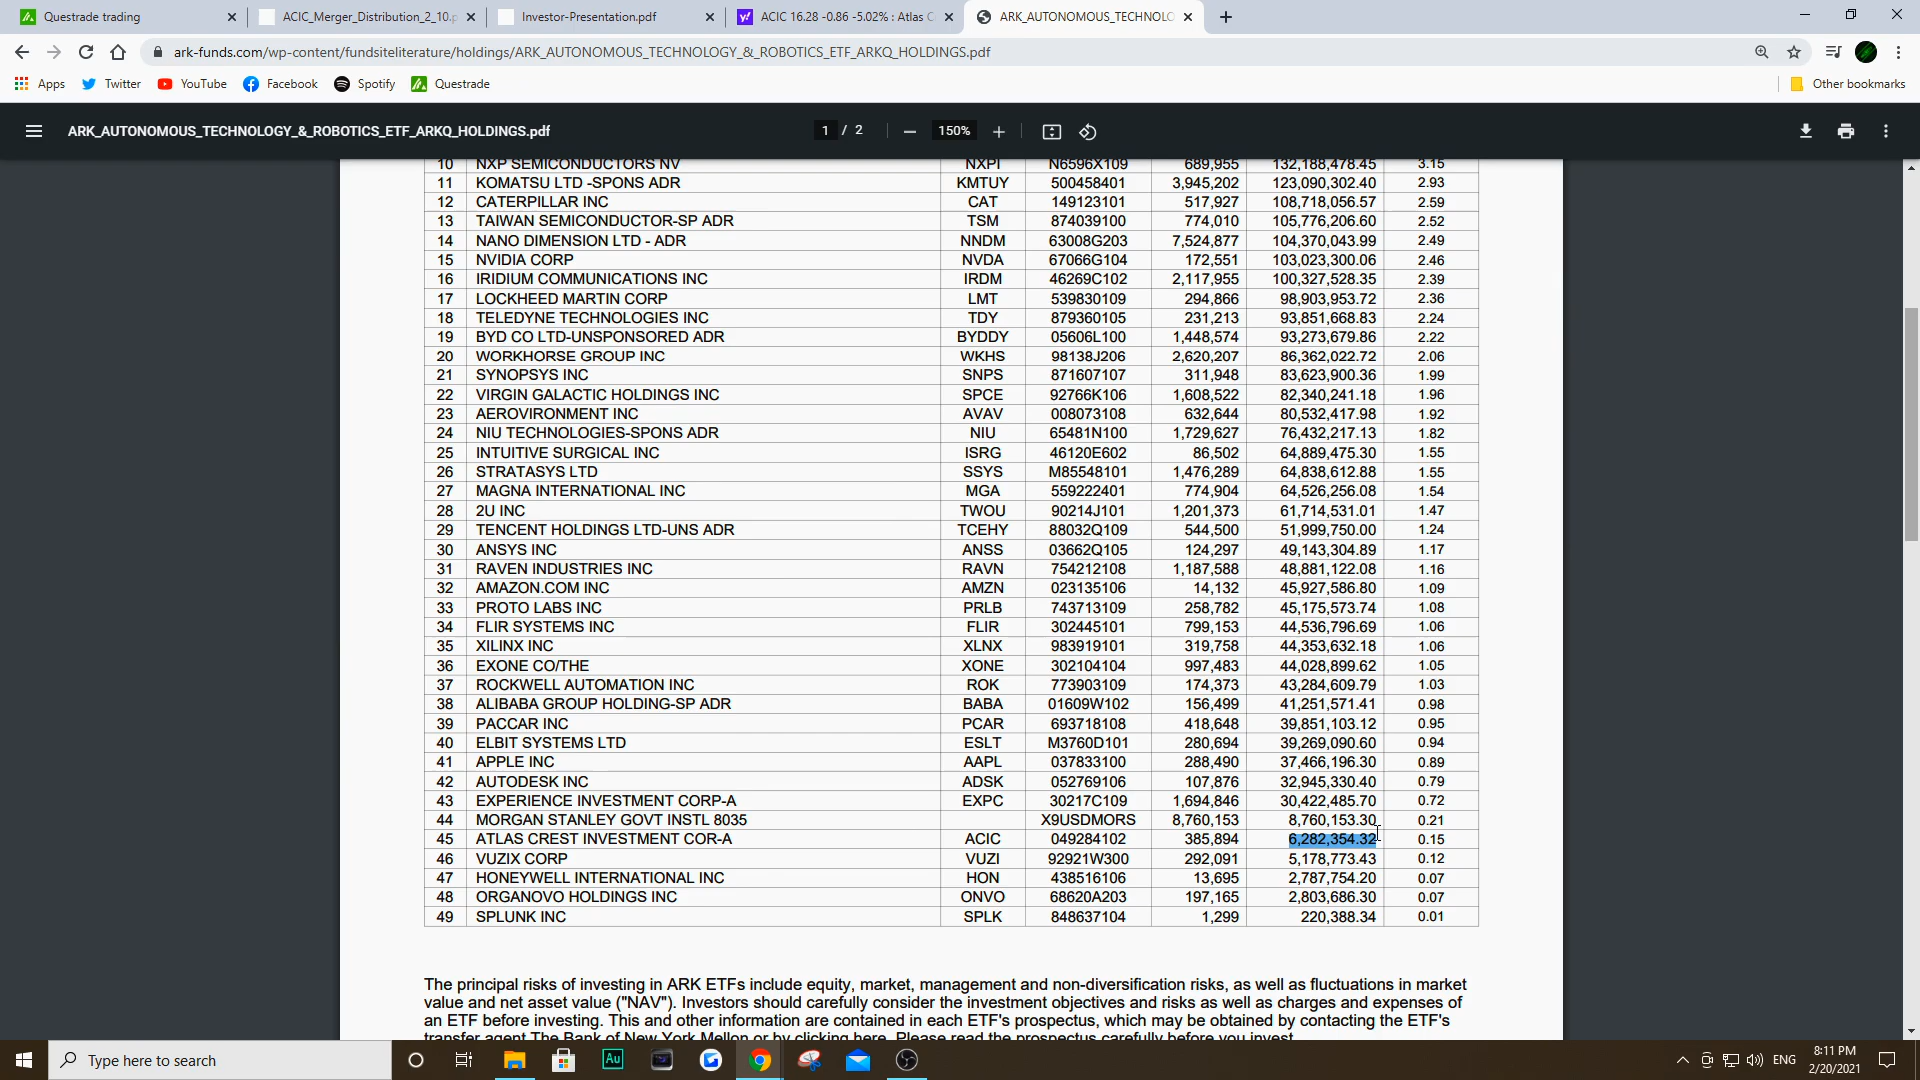 Questrade trading
ACIC_Merger_Distribution_2_10.p
Investor-Presentation.pdf
ACIC 16.28 -0.86 -5.02% : Atlas C
ARK_AUTONOMOUS_TECHNOLO
ark-funds.com/wp-content/fundsiteliterature/holdings/ARK_AUTONOMOUS_TECHNOLOGY_&_ROBOTICS_ETF_ARKQ_HOLDINGS.pdf
Apps Twitter YouTube Facebook Spotify Questrade Other bookmarks
ARK_AUTONOMOUS_TECHNOLOGY_&_ROBOTICS_ETF_ARKQ_HOLDINGS.pdf 1 / 2 150%
10 NXP SEMICONDUCTORS NV NXPI N6596X109 689,955 132,188,478.45 3.15
11 KOMATSU LTD -SPONS ADR KMTUY 500458401 3,945,202 123,090,302.40 2.93
12 CATERPILLAR INC CAT 149123101 517,927 108,718,056.57 2.59
13 TAIWAN SEMICONDUCTOR-SP ADR TSM 874039100 774,010 105,776,206.60 2.52
14 NANO DIMENSION LTD - ADR NNDM 63008G203 7,524,877 104,370,043.99 2.49
15 NVIDIA CORP NVDA 67066G104 172,551 103,023,300.06 2.46
16 IRIDIUM COMMUNICATIONS INC IRDM 46269C102 2,117,955 100,327,528.35 2.39
17 LOCKHEED MARTIN CORP LMT 539830109 294,866 98,903,953.72 2.36
18 TELEDYNE TECHNOLOGIES INC TDY 879360105 231,213 93,851,668.83 2.24
19 BYD CO LTD-UNSPONSORED ADR BYDDY 05606L100 1,448,574 93,273,679.86 2.22
20 WORKHORSE GROUP INC WKHS 98138J206 2,620,207 86,362,022.72 2.06
21 SYNOPSYS INC SNPS 871607107 311,948 83,623,900.36 1.99
22 VIRGIN GALACTIC HOLDINGS INC SPCE 92766K106 1,608,522 82,340,241.18 1.96
23 AEROVIRONMENT INC AVAV 008073108 632,644 80,532,417.98 1.92
24 NIU TECHNOLOGIES-SPONS ADR NIU 65481N100 1,729,627 76,432,217.13 1.82
25 INTUITIVE SURGICAL INC ISRG 46120E602 86,502 64,889,475.30 1.55
26 STRATASYS LTD SSYS M85548101 1,476,289 64,838,612.88 1.55
27 MAGNA INTERNATIONAL INC MGA 559222401 774,904 64,526,256.08 1.54
28 2U INC TWOU 90214J101 1,201,373 61,714,531.01 1.47
29 TENCENT HOLDINGS LTD-UNS ADR TCEHY 88032Q109 544,500 51,999,750.00 1.24
30 ANSYS INC ANSS 03662Q105 124,297 49,143,304.89 1.17
31 RAVEN INDUSTRIES INC RAVN 754212108 1,187,588 48,881,122.08 1.16
32 AMAZON.COM INC AMZN 023135106 14,132 45,927,586.80 1.09
33 PROTO LABS INC PRLB 743713109 258,782 45,175,573.74 1.08
34 FLIR SYSTEMS INC FLIR 302445101 799,153 44,536,796.69 1.06
35 XILINX INC XLNX 983919101 319,758 44,353,632.18 1.06
36 EXONE CO/THE XONE 302104104 997,483 44,028,899.62 1.05
37 ROCKWELL AUTOMATION INC ROK 773903109 174,373 43,284,609.79 1.03
38 ALIBABA GROUP HOLDING-SP ADR BABA 01609W102 156,499 41,251,571.41 0.98
39 PACCAR INC PCAR 693718108 418,648 39,851,103.12 0.95
40 ELBIT SYSTEMS LTD ESLT M3760D101 280,694 39,269,090.60 0.94
41 APPLE INC AAPL 037833100 288,490 37,466,196.30 0.89
42 AUTODESK INC ADSK 052769106 107,876 32,945,330.40 0.79
43 EXPERIENCE INVESTMENT CORP-A EXPC 30217C109 1,694,846 30,422,485.70 0.72
44 MORGAN STANLEY GOVT INSTL 8035 X9USDMORS 8,760,153 8,760,153.30 0.21
45 ATLAS CREST INVESTMENT COR-A ACIC 049284102 385,894 6,282,354.32 0.15
46 VUZIX CORP VUZI 92921W300 292,091 5,178,773.43 0.12
47 HONEYWELL INTERNATIONAL INC HON 438516106 13,695 2,787,754.20 0.07
48 ORGANOVO HOLDINGS INC ONVO 68620A203 197,165 2,803,686.30 0.07
49 SPLUNK INC SPLK 848637104 1,299 220,388.34 0.01
The principal risks of investing in ARK ETFs include equity, market, management and non-diversification risks, as well as fluctuations in market
value and net asset value ("NAV"). Investors should carefully consider the investment objectives and risks as well as charges and expenses of
an ETF before investing. This and other information are contained in each ETF's prospectus, which may be obtained by contacting the ETF's
transfer agent The Bank of New York Mellon or by clicking here. Please read the prospectus carefully before you invest.
Type here to search
Au
ENG
8:11 PM
2/20/2021